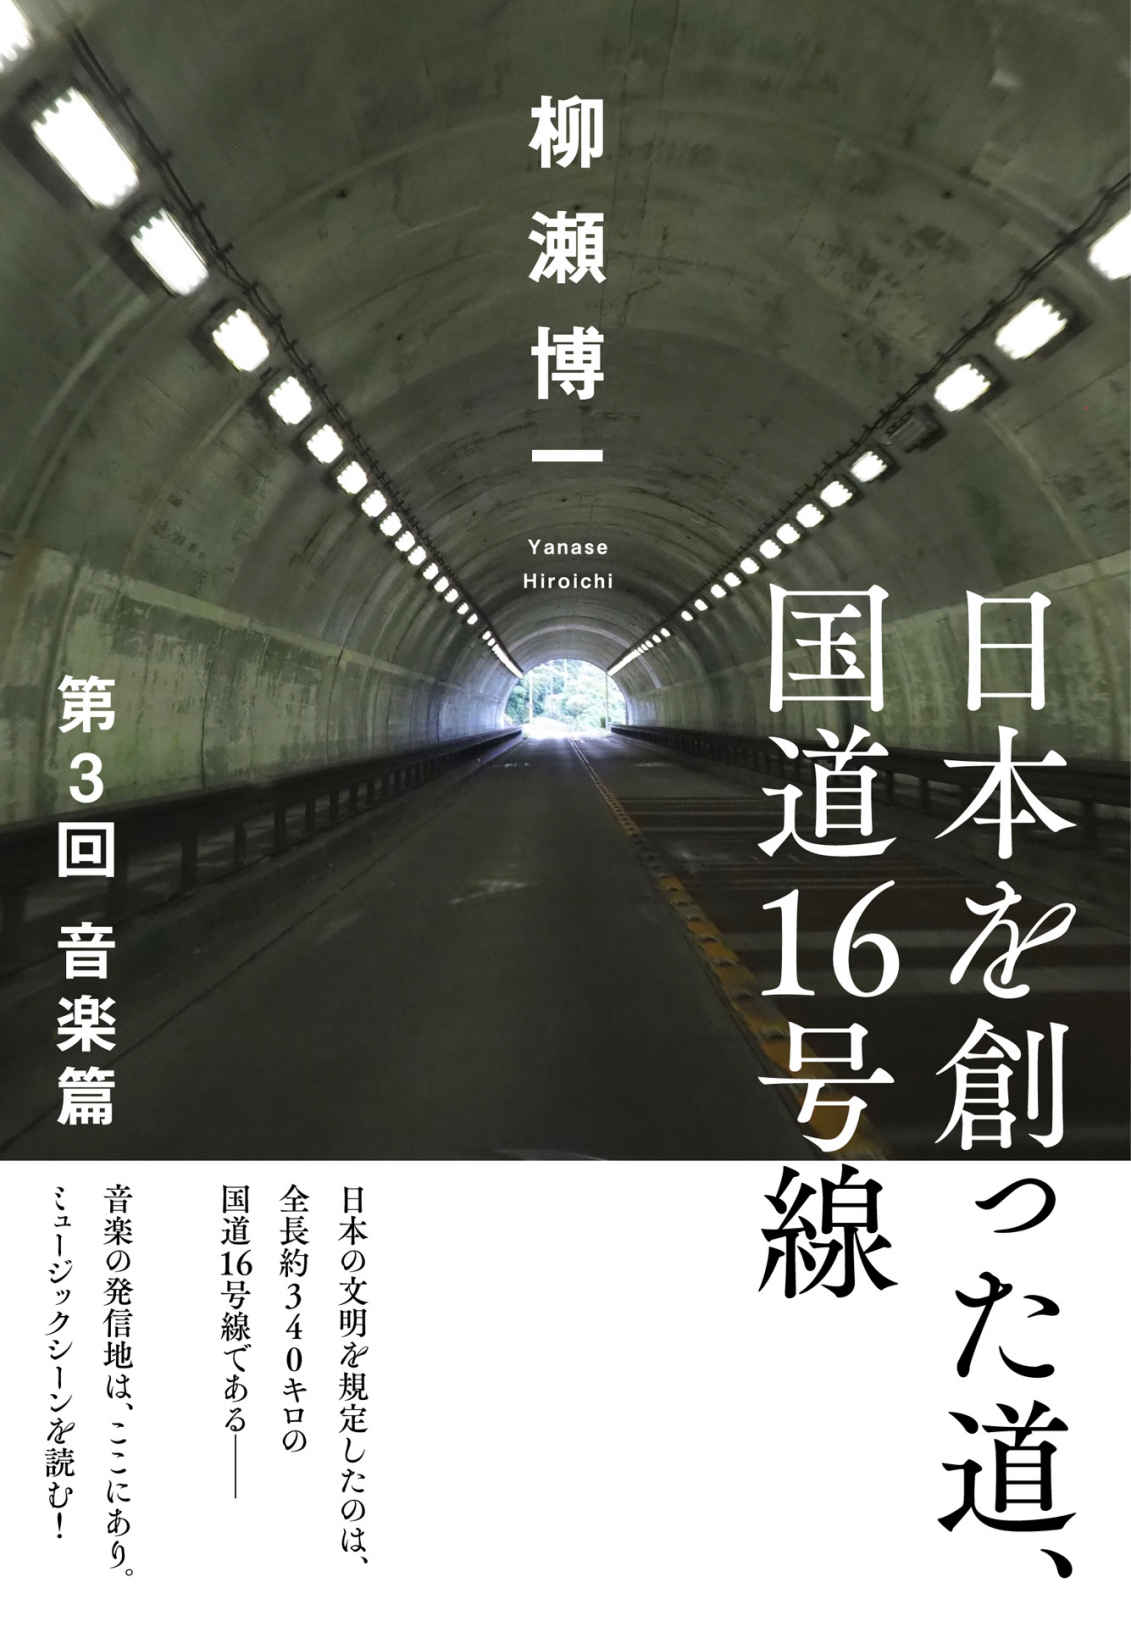 柳瀬博一
Yanase
Hiroichi
日本を創った道、
国道16号線
第3回 音楽篇
日本の文明を規定したのは、
全長約340キロの
国道16号線である──
音楽の発信地は、ここにあり。
ミュージックシーンを読む！